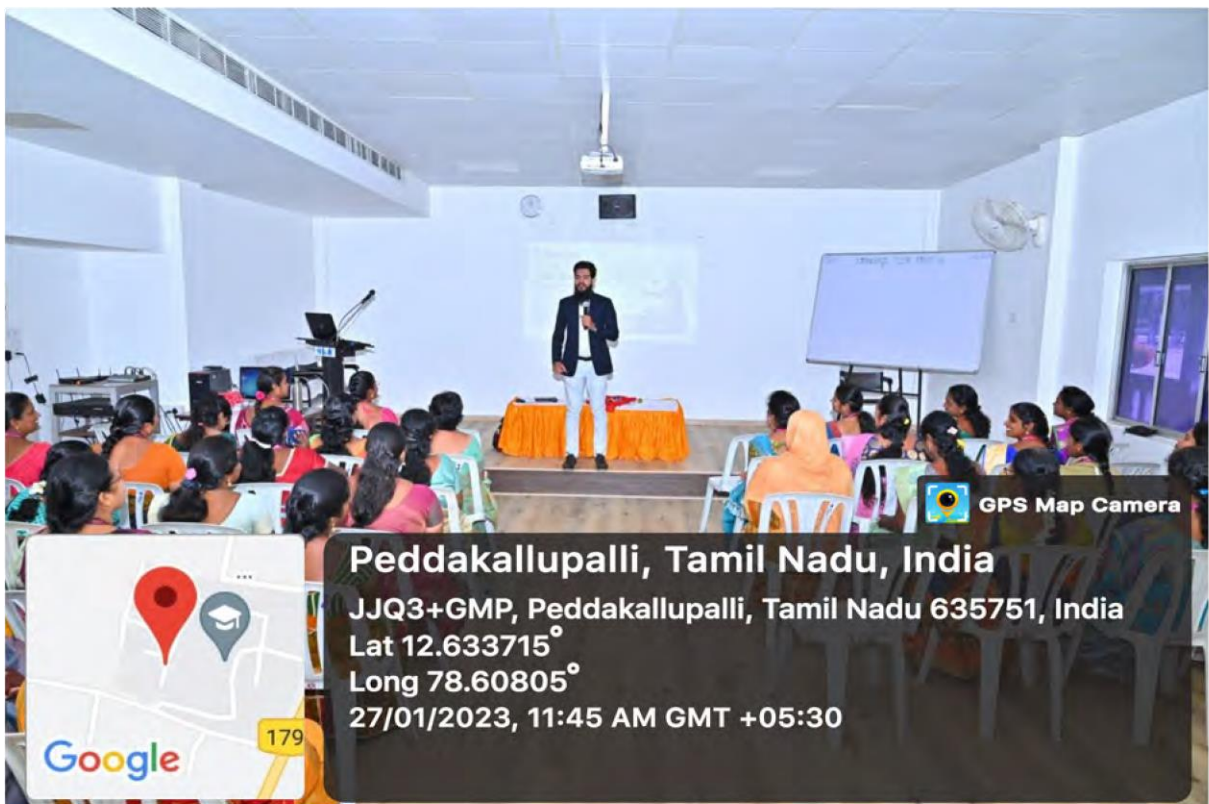 GPS Map Camera
Peddakallupalli, Tamil Nadu, India
JJQ3+GMP, Peddakallupalli, Tamil Nadu 635751, India
Lat 12.633715°
Long 78.60805°
27/01/2023, 11:45 AM GMT +05:30
179
Google